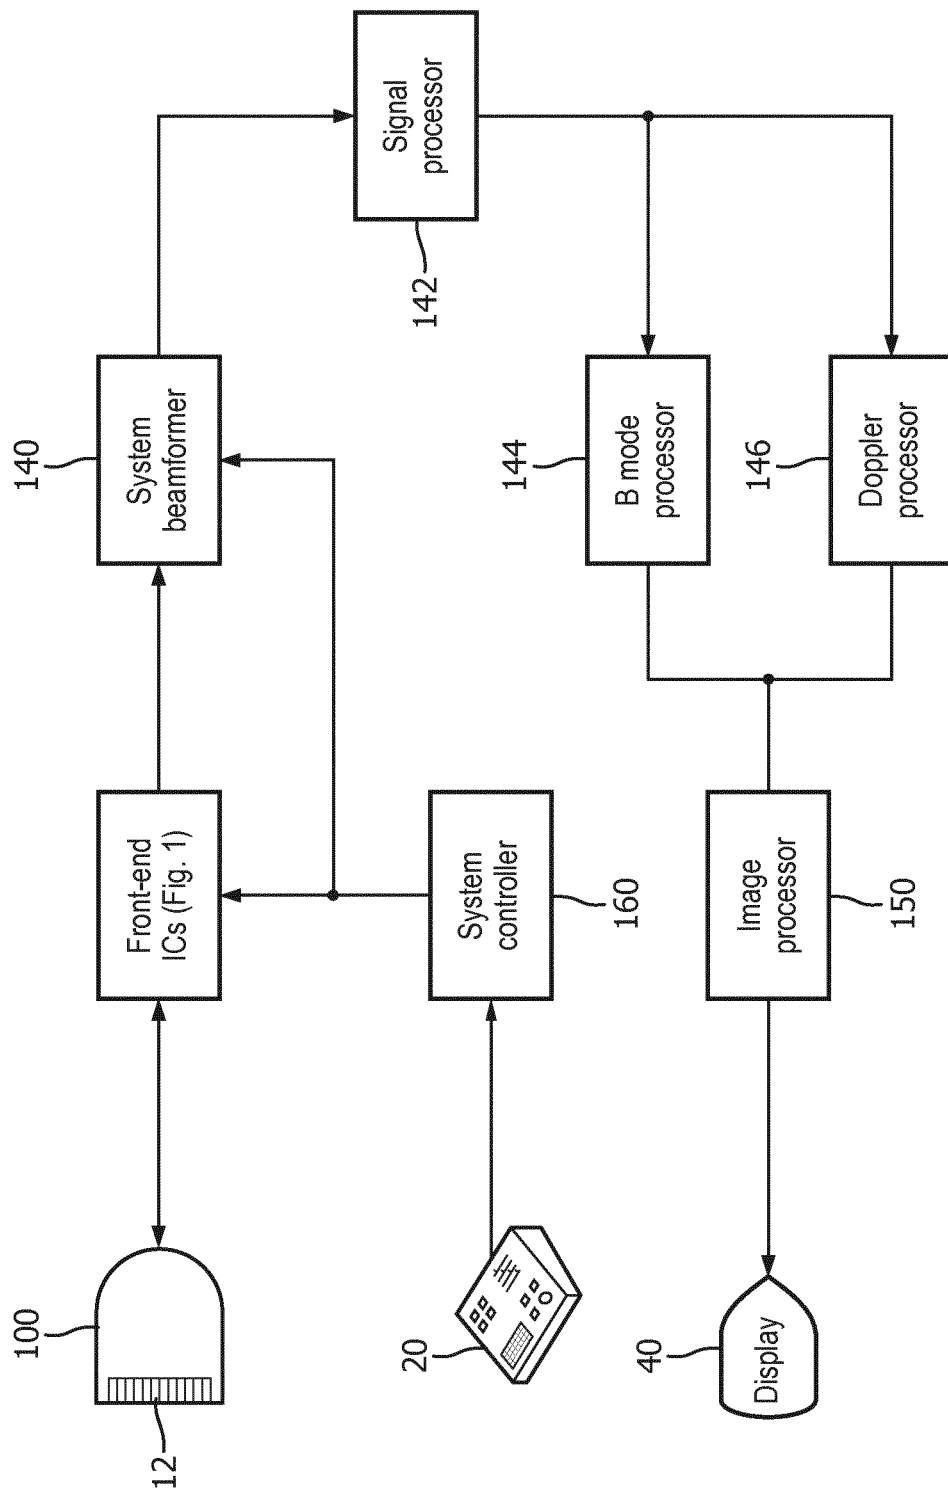 100
12
Front-end
ICs (Fig. 1)
140
System
beamformer
Signal
processor
142
20
System
controller
160
144
B mode
processor
146
Doppler
processor
40
Display
Image
processor
150